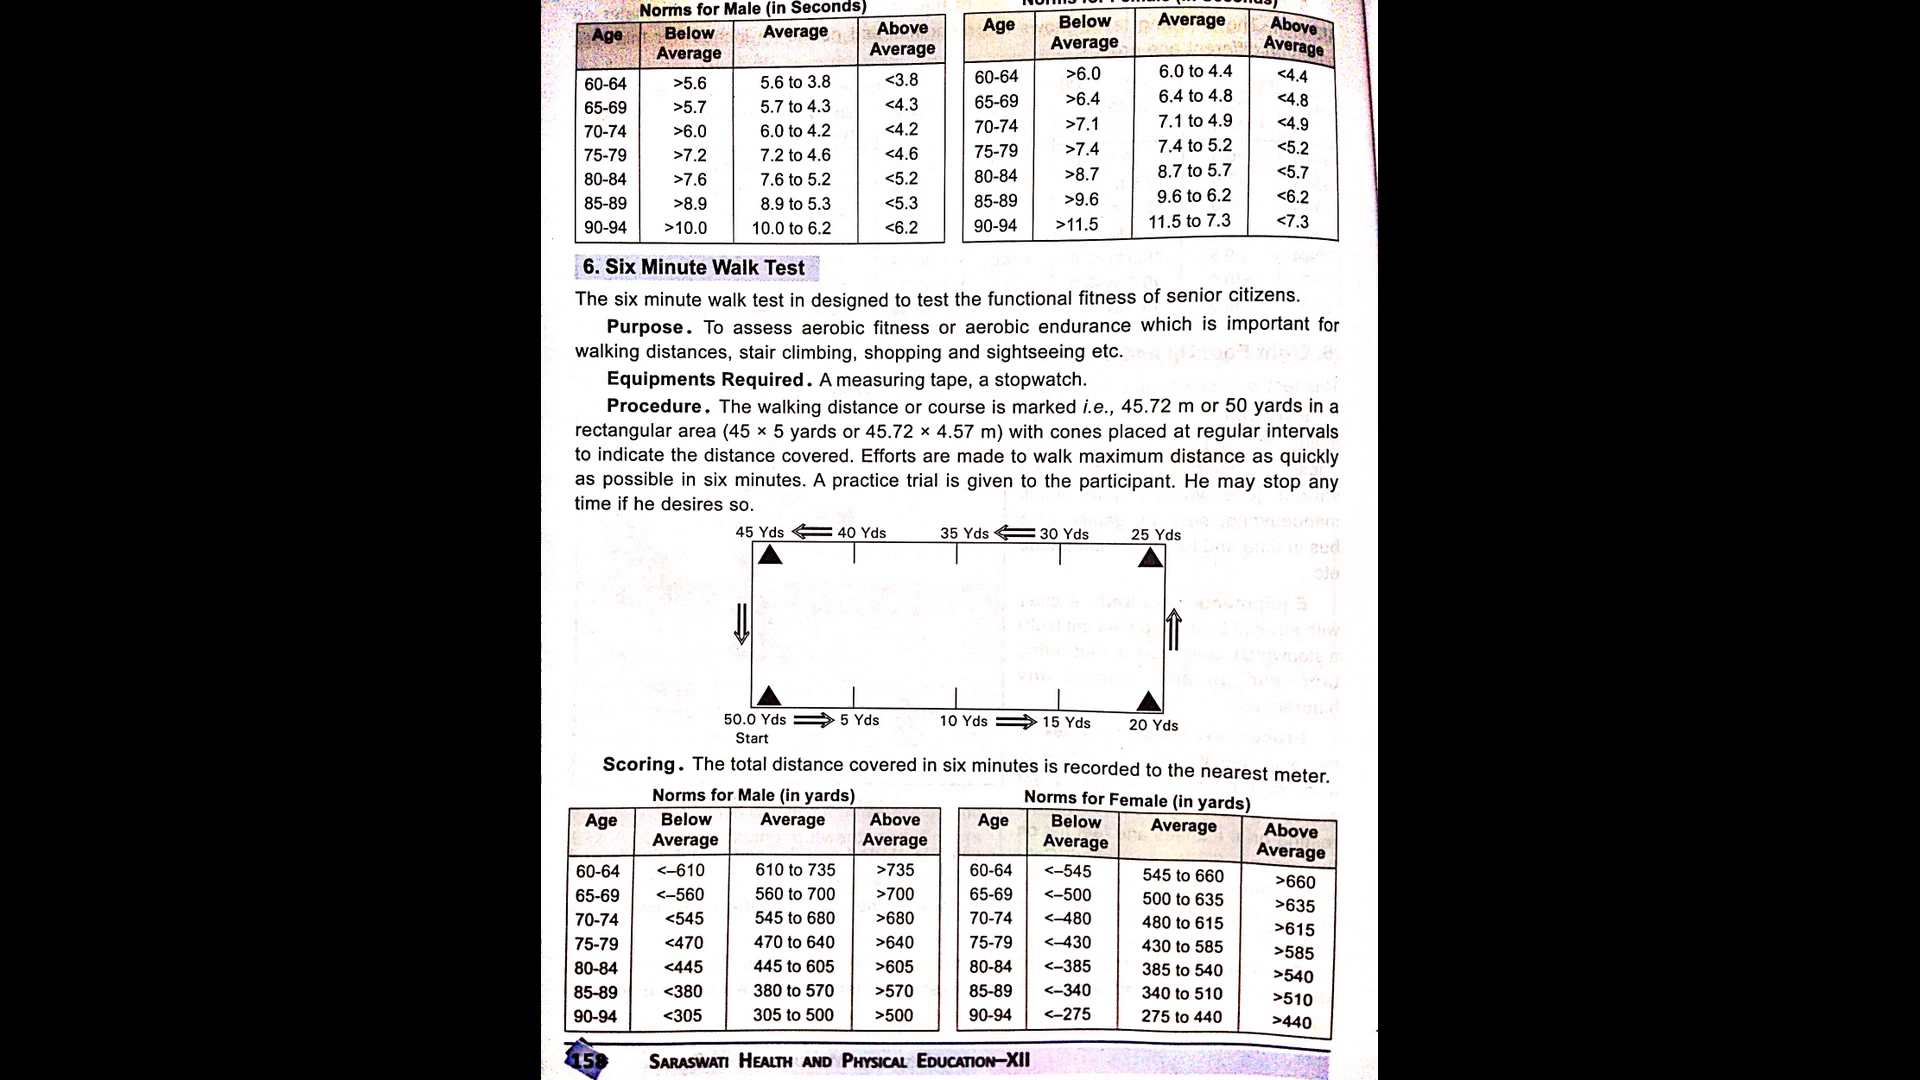 Norms for Male (in Seconds)
Age Below Average Average Above Average
60-64 >5.6 5.6 to 3.8 <3.8
65-69 >5.7 5.7 to 4.3 <4.3
70-74 >6.0 6.0 to 4.2 <4.2
75-79 >7.2 7.2 to 4.6 <4.6
80-84 >7.6 7.6 to 5.2 <5.2
85-89 >8.9 8.9 to 5.3 <5.3
90-94 >10.0 10.0 to 6.2 <6.2
Norms for Female (in Seconds)
Age Below Average Average Above Average
60-64 >6.0 6.0 to 4.4 <4.4
65-69 >6.4 6.4 to 4.8 <4.8
70-74 >7.1 7.1 to 4.9 <4.9
75-79 >7.4 7.4 to 5.2 <5.2
80-84 >8.7 8.7 to 5.7 <5.7
85-89 >9.6 9.6 to 6.2 <6.2
90-94 >11.5 11.5 to 7.3 <7.3
6. Six Minute Walk Test
The six minute walk test in designed to test the functional fitness of senior citizens.
Purpose. To assess aerobic fitness or aerobic endurance which is important for
walking distances, stair climbing, shopping and sightseeing etc.
Equipments Required. A measuring tape, a stopwatch.
Procedure. The walking distance or course is marked i.e., 45.72 m or 50 yards in a
rectangular area (45 × 5 yards or 45.72 × 4.57 m) with cones placed at regular intervals
to indicate the distance covered. Efforts are made to walk maximum distance as quickly
as possible in six minutes. A practice trial is given to the participant. He may stop any
time if he desires so.
45 Yds 40 Yds 35 Yds 30 Yds 25 Yds
50.0 Yds 5 Yds 10 Yds 15 Yds 20 Yds
Start
Scoring. The total distance covered in six minutes is recorded to the nearest meter.
Norms for Male (in yards)
Age Below Average Average Above Average
60-64 <–610 610 to 735 >735
65-69 <–560 560 to 700 >700
70-74 <545 545 to 680 >680
75-79 <470 470 to 640 >640
80-84 <445 445 to 605 >605
85-89 <380 380 to 570 >570
90-94 <305 305 to 500 >500
Norms for Female (in yards)
Age Below Average Average Above Average
60-64 <–545 545 to 660 >660
65-69 <–500 500 to 635 >635
70-74 <–480 480 to 615 >615
75-79 <–430 430 to 585 >585
80-84 <–385 385 to 540 >540
85-89 <–340 340 to 510 >510
90-94 <–275 275 to 440 >440
158 SARASWATI HEALTH AND PHYSICAL EDUCATION–XII